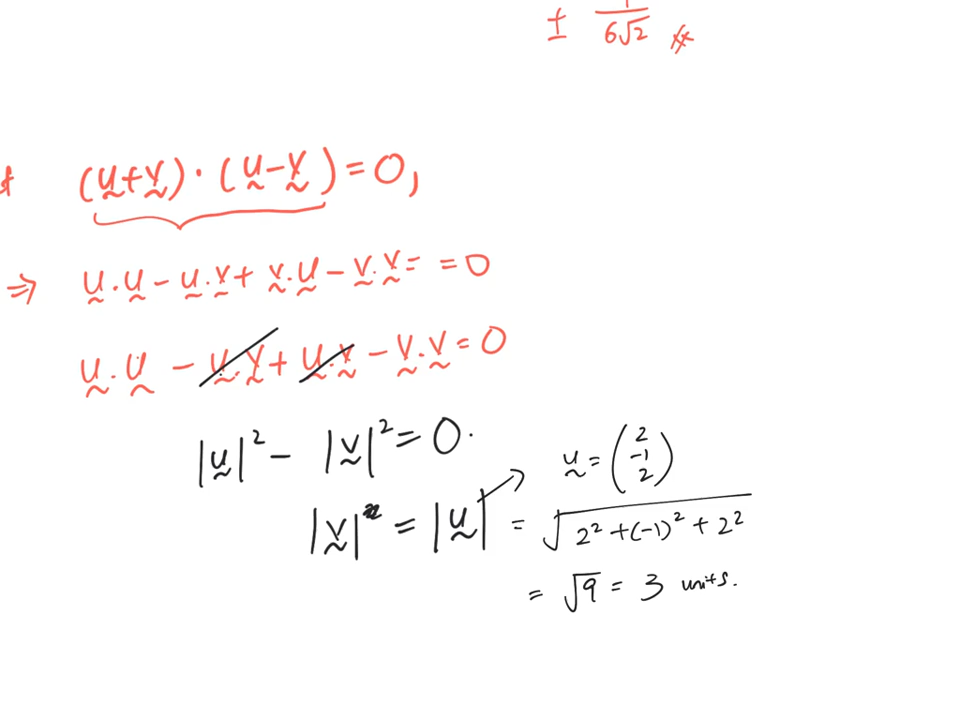 ± 1/6√2
(u+v)·(u-v)=0,
⇒ u·u - u·v + v·u - v·v = = 0
u·u - u·v + u·v - v·v = 0
|u|² - |v|² = 0.
u = (2 -1 2)
|v| = |u| = √2² + (-1)² + 2²
= √9 = 3 units.